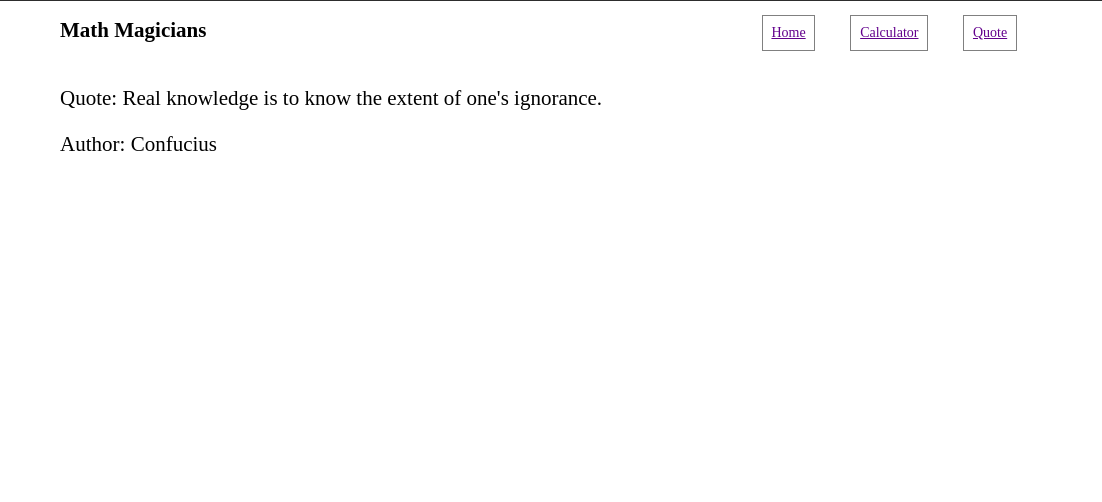 Math Magicians
Home Calculator Quote
Quote: Real knowledge is to know the extent of one's ignorance.
Author: Confucius